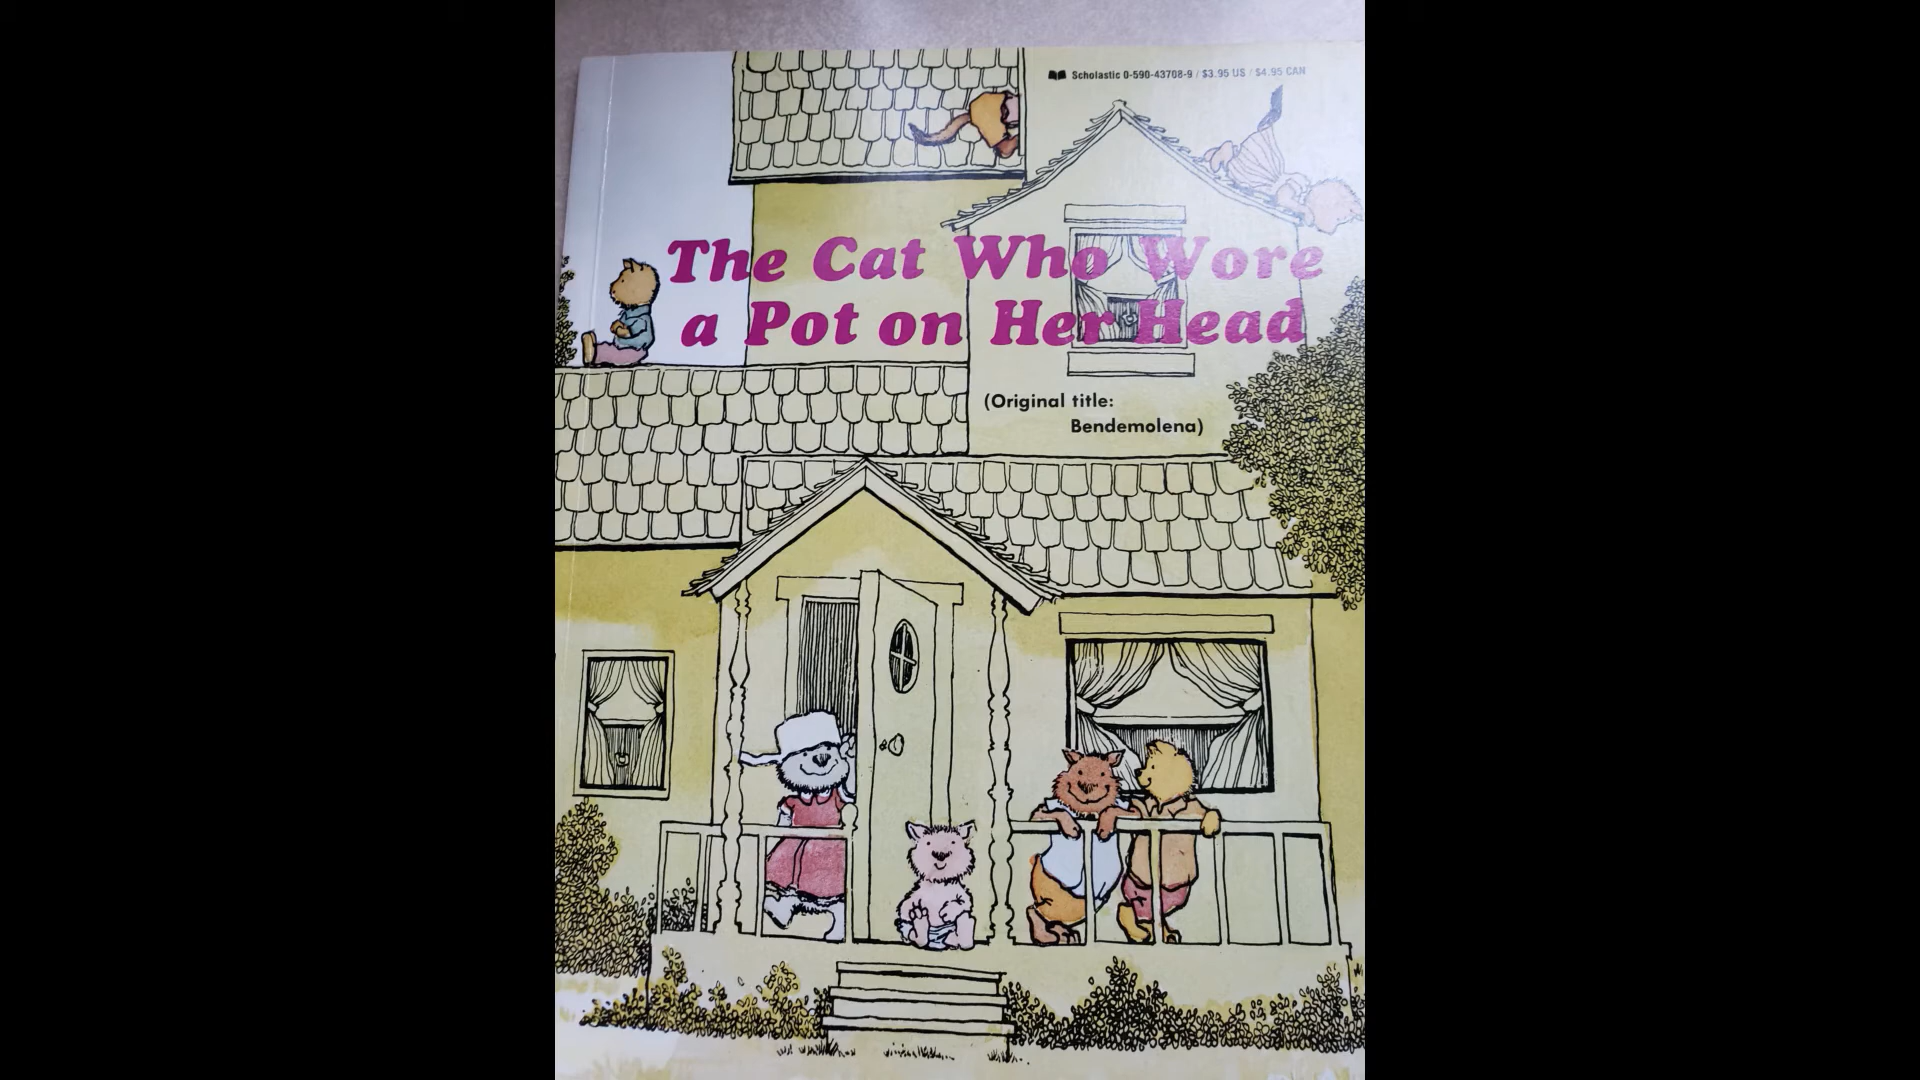 Scholastic 0-590-43708-9 / $3.95 US / $4.95 CAN
The Cat Who Wore
a Pot on Her Head
(Original title:
Bendemolena)